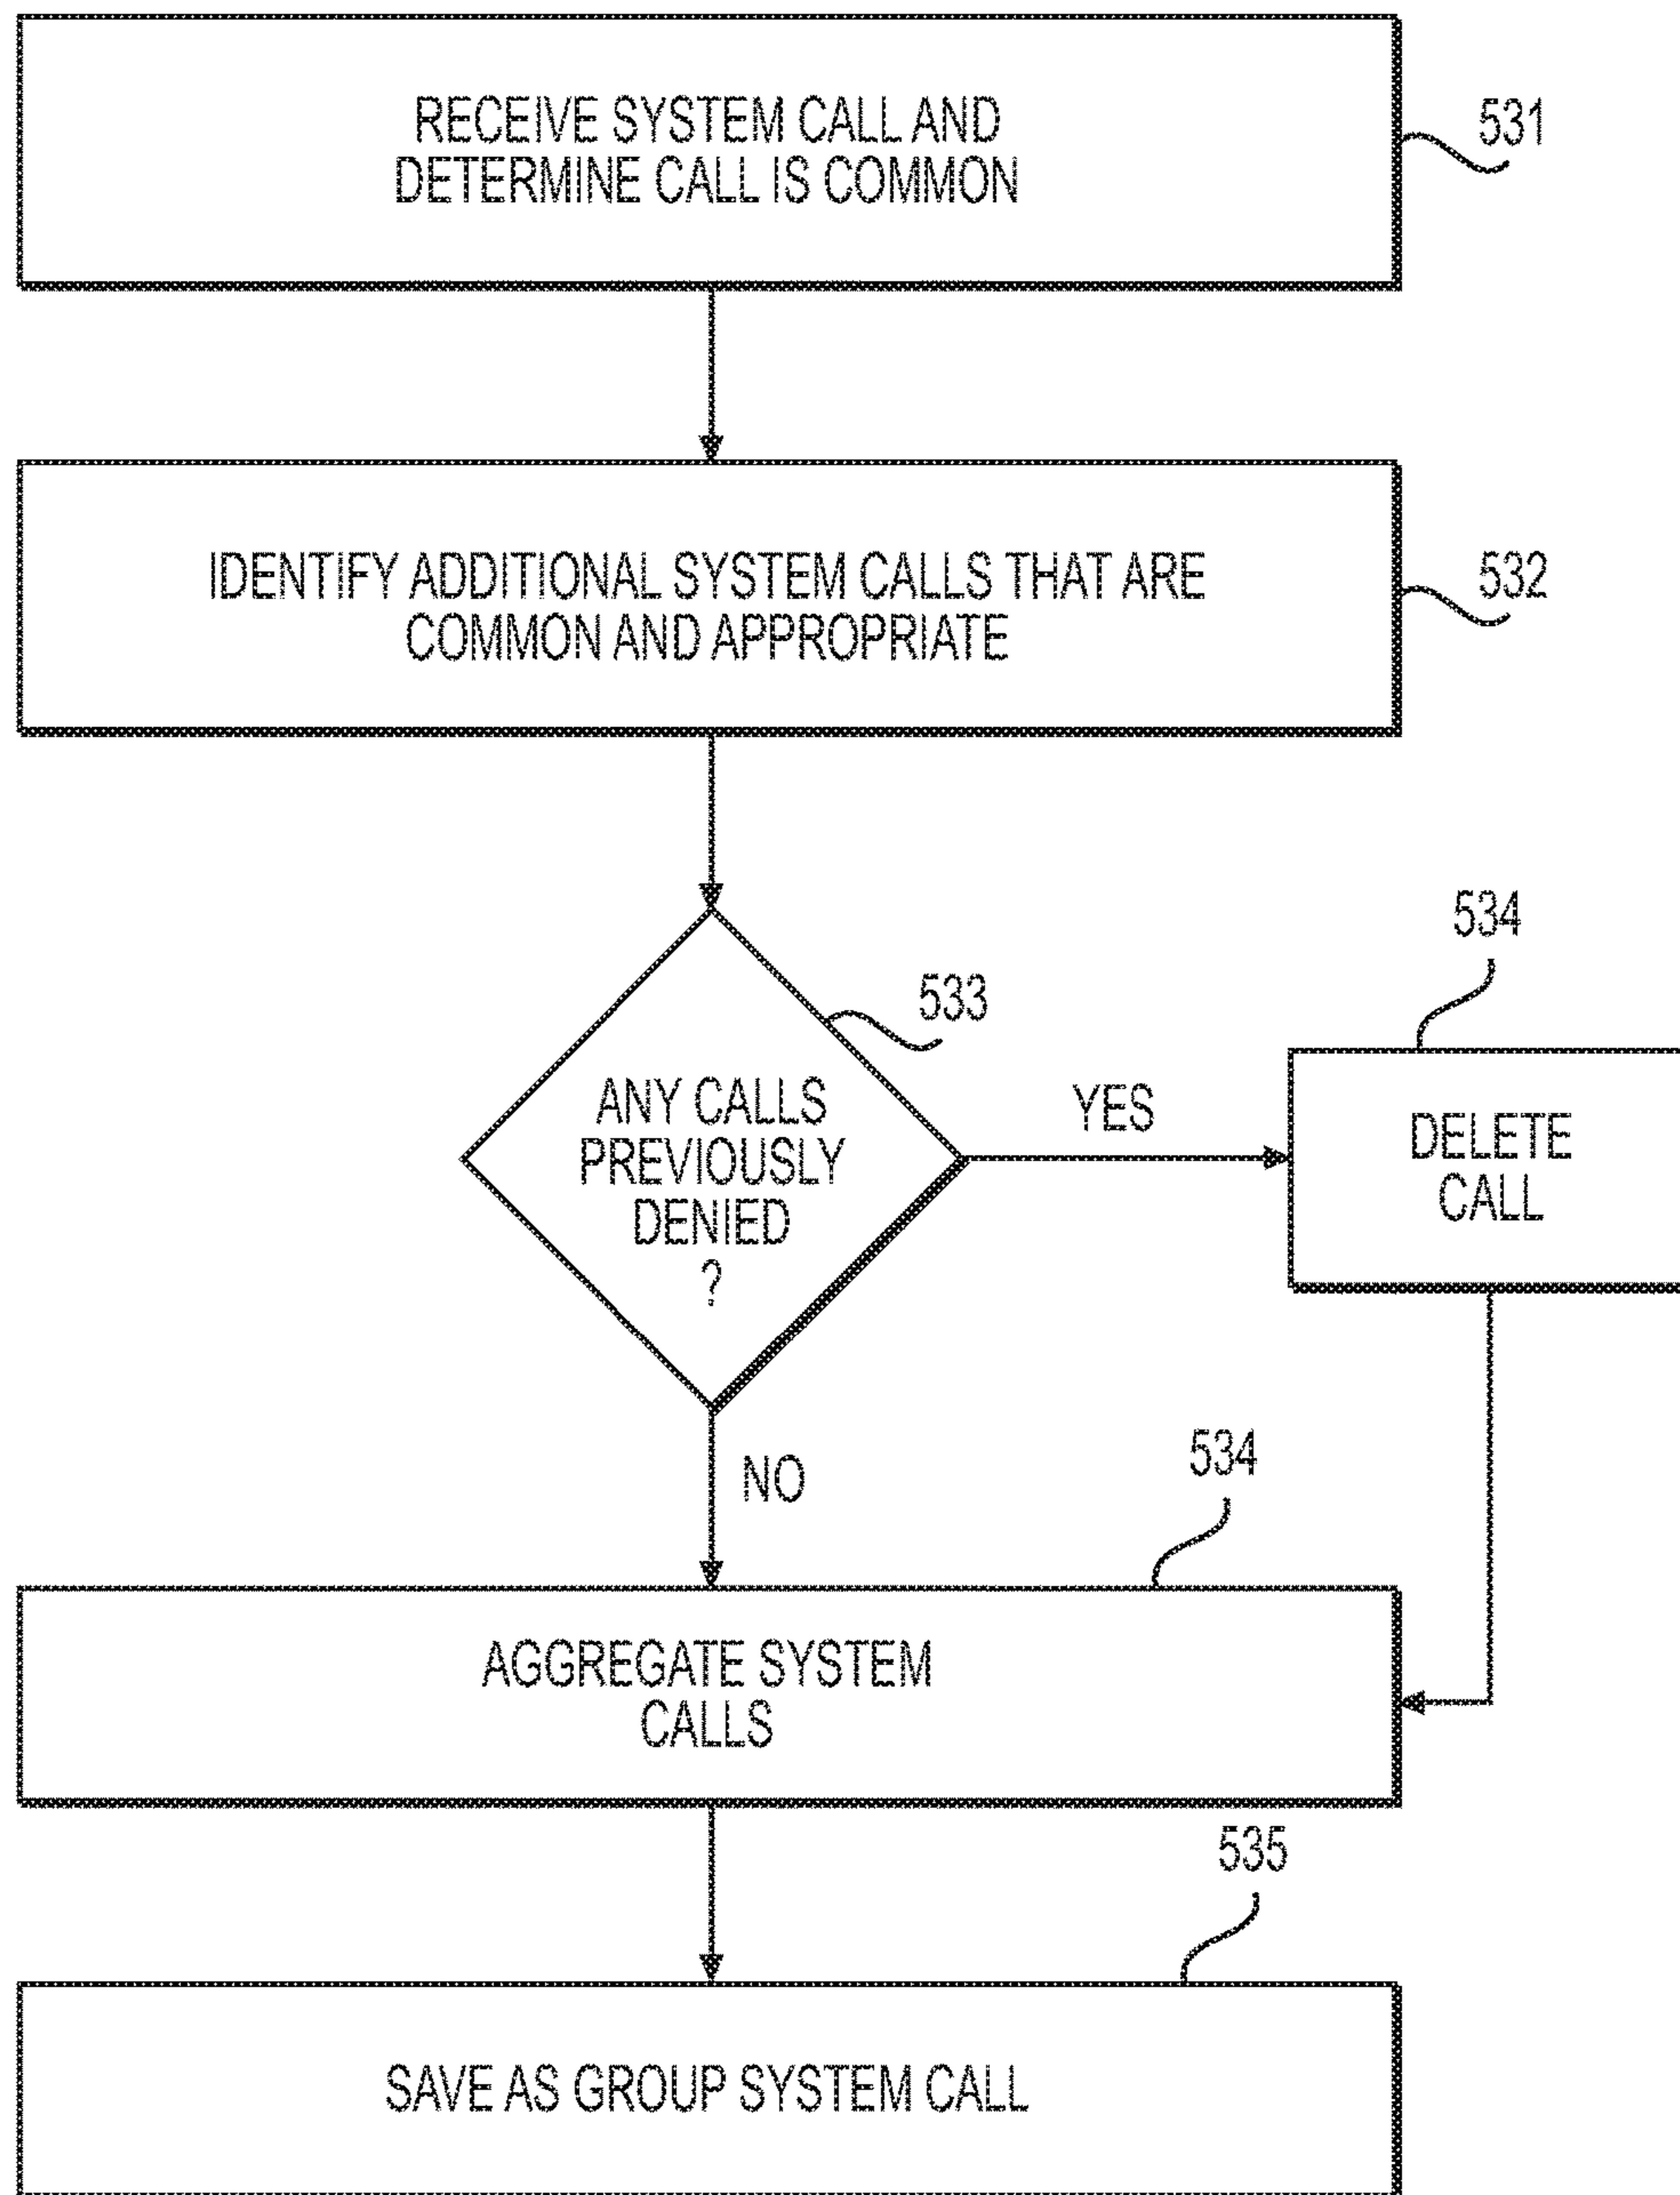 RECEIVE SYSTEM CALL AND
DETERMINE CALL IS COMMON
531
IDENTIFY ADDITIONAL SYSTEM CALLS THAT ARE
COMMON AND APPROPRIATE
532
533
ANY CALLS
PREVIOUSLY
DENIED
?
YES
534
DELETE
CALL
NO
534
AGGREGATE SYSTEM
CALLS
535
SAVE AS GROUP SYSTEM CALL